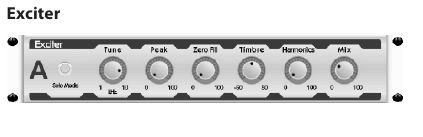 Exciter
Exciter
Tune Peak Zero Fill Timbre Harmonics Mix
A
Solo Mode 1 10 0 100 0 100 -50 50 0 100 0 100
kHz